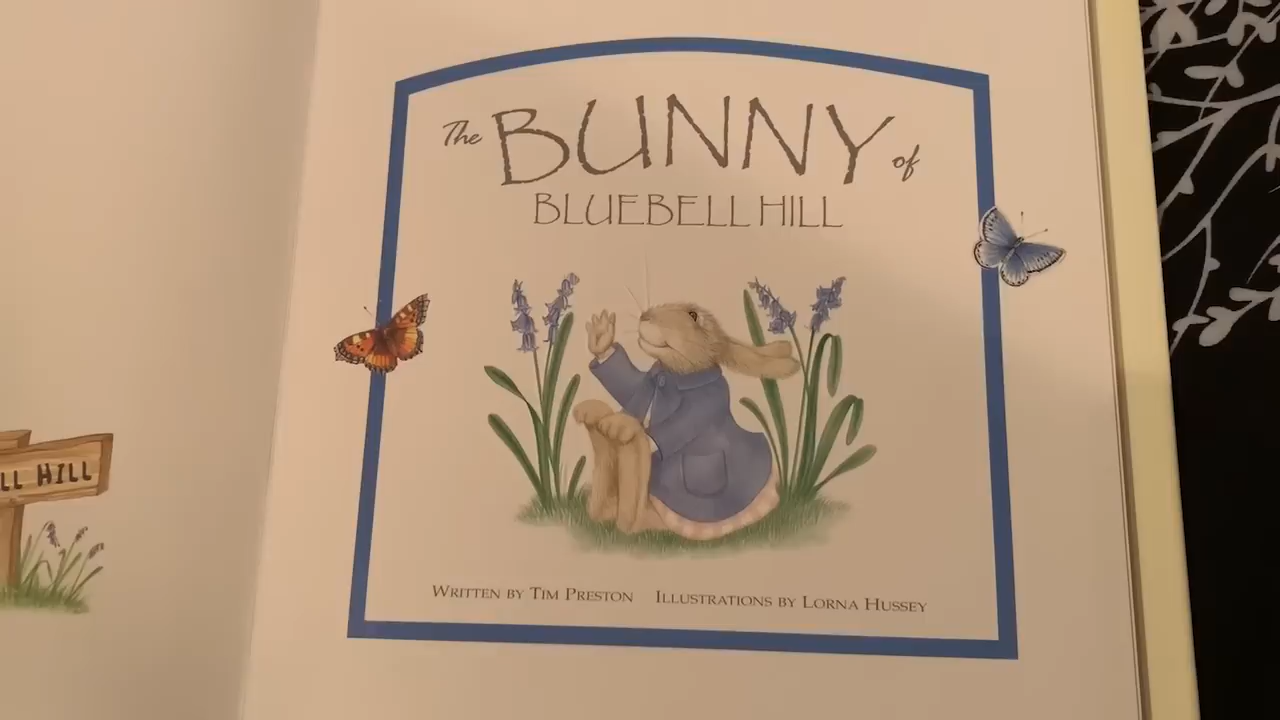 LL HILL
The BUNNY of
BLUEBELL HILL
WRITTEN BY TIM PRESTON ILLUSTRATIONS BY LORNA HUSSEY